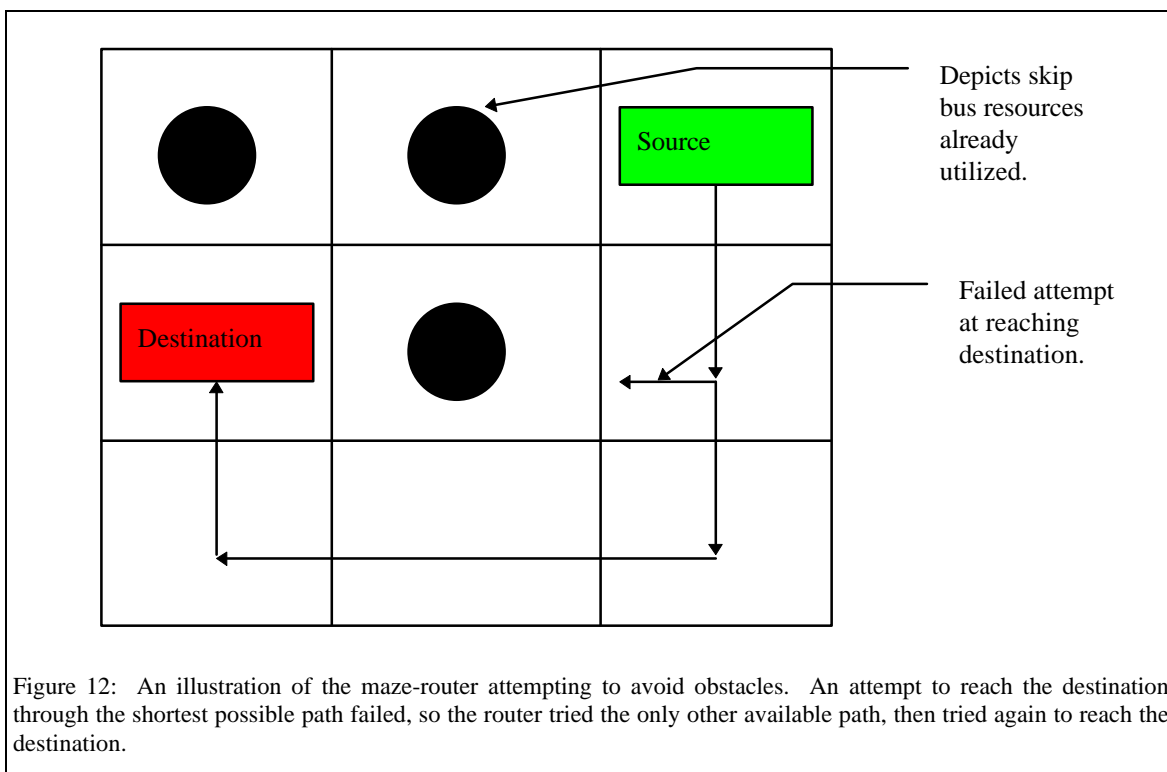 Depicts skip
bus resources
already
utilized.
Source
Failed attempt
at reaching
destination.
Destination
Figure 12: An illustration of the maze-router attempting to avoid obstacles. An attempt to reach the destination
through the shortest possible path failed, so the router tried the only other available path, then tried again to reach the
destination.